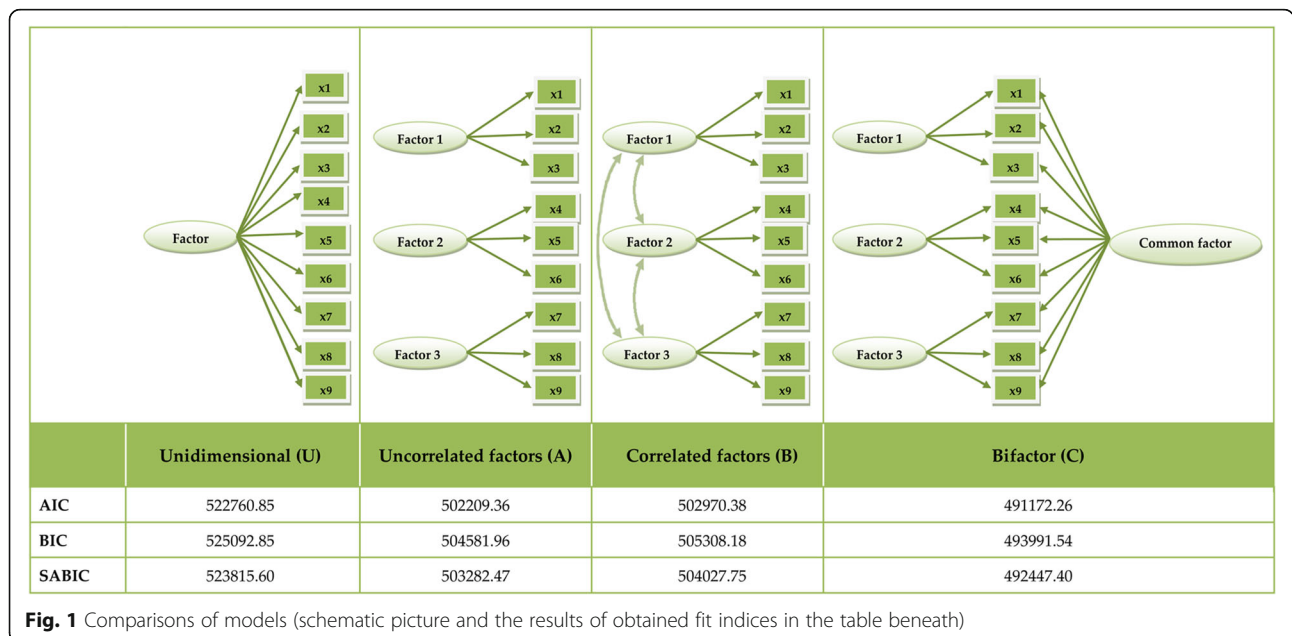 Factor
x1
x2
x3
x4
x5
x6
x7
x8
x9
Factor 1
Factor 2
Factor 3
x1
x2
x3
x4
x5
x6
x7
x8
x9
Factor 1
Factor 2
Factor 3
x1
x2
x3
x4
x5
x6
x7
x8
x9
Factor 1
Factor 2
Factor 3
x1
x2
x3
x4
x5
x6
x7
x8
x9
Common factor
Unidimensional (U) Uncorrelated factors (A) Correlated factors (B) Bifactor (C)
AIC 522760.85 502209.36 502970.38 491172.26
BIC 525092.85 504581.96 505308.18 493991.54
SABIC 523815.60 503282.47 504027.75 492447.40
Fig. 1 Comparisons of models (schematic picture and the results of obtained fit indices in the table beneath)